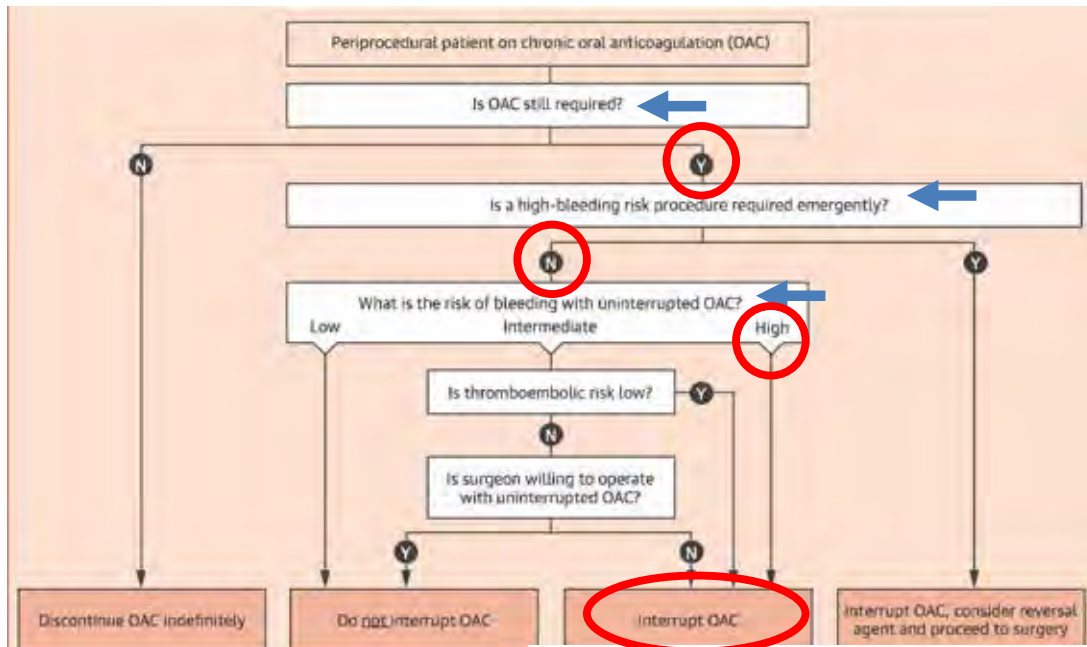 Periprocedural patient on chronic oral anticoagulation (OAC)
Is OAC still required?
N
Y
Is a high-bleeding risk procedure required emergently?
N
Y
What is the risk of bleeding with uninterrupted OAC?
Low
Intermediate
High
Is thromboembolic risk low?
Y
N
Is surgeon willing to operate
with uninterrupted OAC?
Y
N
Discontinue OAC indefinitely
Do not interrupt OAC
Interrupt OAC
Interrupt OAC, consider reversal
agent and proceed to surgery